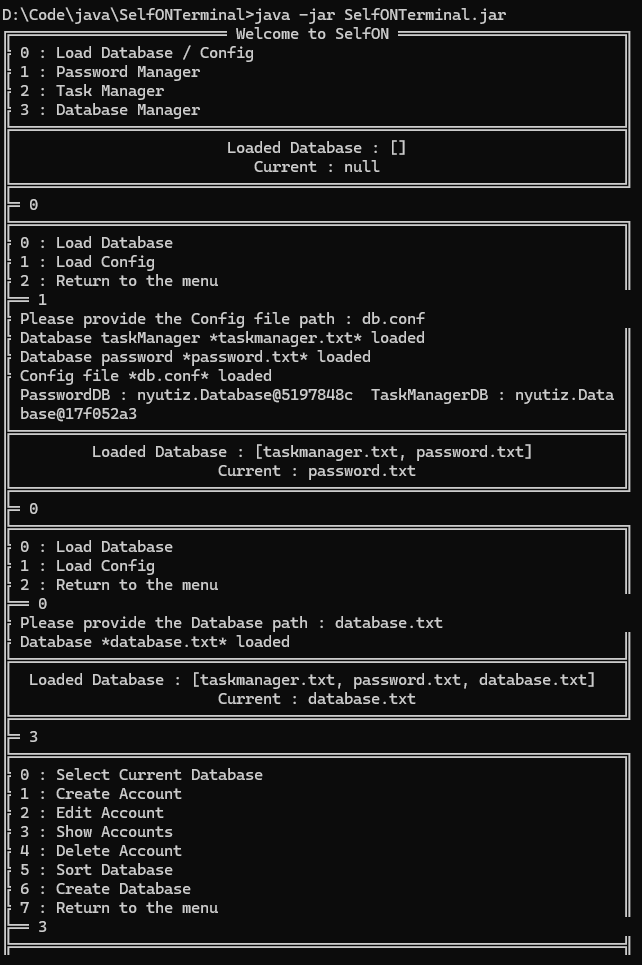 D:\Code\java\SelfONTerminal>java -jar SelfONTerminal.jar
Welcome to SelfON
0 : Load Database / Config
1 : Password Manager
2 : Task Manager
3 : Database Manager
Loaded Database : []
Current : null
0
0 : Load Database
1 : Load Config
2 : Return to the menu
1
Please provide the Config file path : db.conf
Database taskManager *taskmanager.txt* loaded
Database password *password.txt* loaded
Config file *db.conf* loaded
PasswordDB : nyutiz.Database@5197848c  TaskManagerDB : nyutiz.Data
base@17f052a3
Loaded Database : [taskmanager.txt, password.txt]
Current : password.txt
0
0 : Load Database
1 : Load Config
2 : Return to the menu
0
Please provide the Database path : database.txt
Database *database.txt* loaded
Loaded Database : [taskmanager.txt, password.txt, database.txt]
Current : database.txt
3
0 : Select Current Database
1 : Create Account
2 : Edit Account
3 : Show Accounts
4 : Delete Account
5 : Sort Database
6 : Create Database
7 : Return to the menu
3